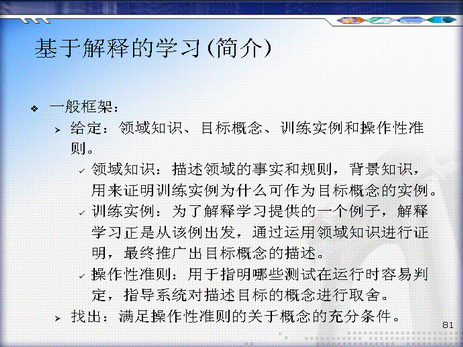 基于解释的学习(简介)
❖ 一般框架：
➢ 给定：领域知识、目标概念、训练实例和操作性准
则。
✓ 领域知识：描述领域的事实和规则，背景知识，
用来证明训练实例为什么可作为目标概念的实例。
✓ 训练实例：为了解释学习提供的一个例子，解释
学习正是从该例出发，通过运用领域知识进行证
明，最终推广出目标概念的描述。
✓ 操作性准则：用于指明哪些测试在运行时容易判
定，指导系统对描述目标的概念进行取舍。
➢ 找出：满足操作性准则的关于概念的充分条件。
81